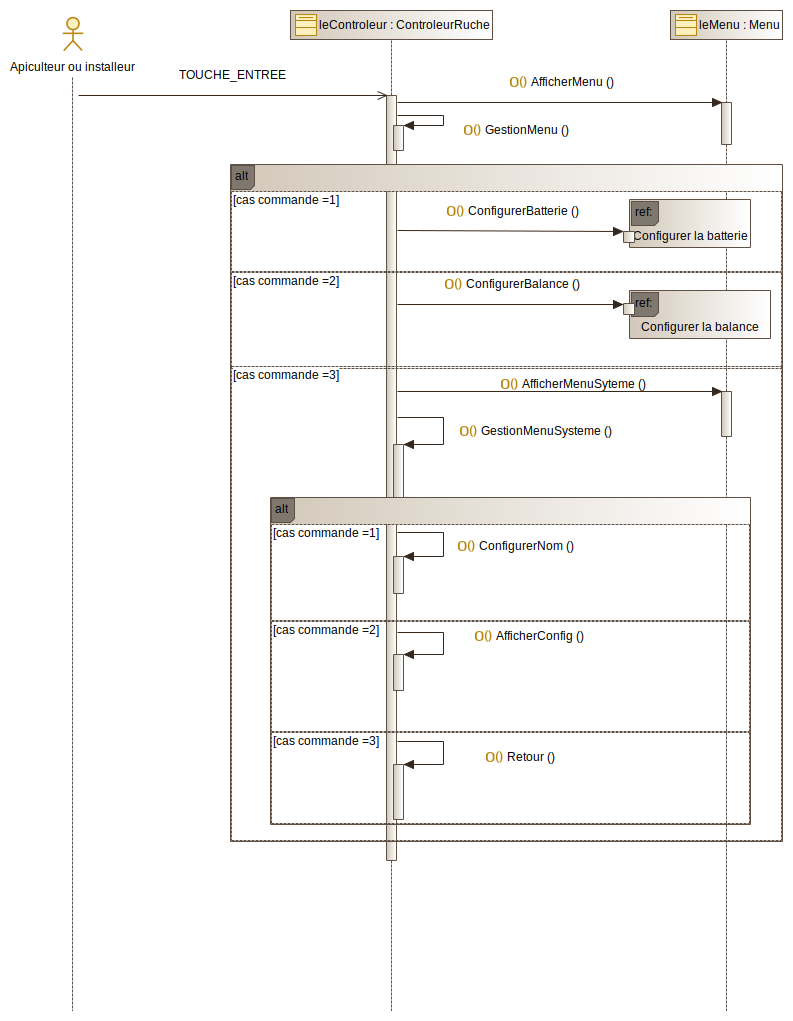 leControleur : ControleurRuche
leMenu : Menu
Apiculteur ou installeur
TOUCHE_ENTREE
O() AfficherMenu ()
O() GestionMenu ()
alt
[cas commande =1]
O() ConfigurerBatterie ()
ref:
Configurer la batterie
[cas commande =2]
O() ConfigurerBalance ()
ref:
Configurer la balance
[cas commande =3]
O() AfficherMenuSyteme ()
O() GestionMenuSysteme ()
alt
[cas commande =1]
O() ConfigurerNom ()
[cas commande =2]
O() AfficherConfig ()
[cas commande =3]
O() Retour ()